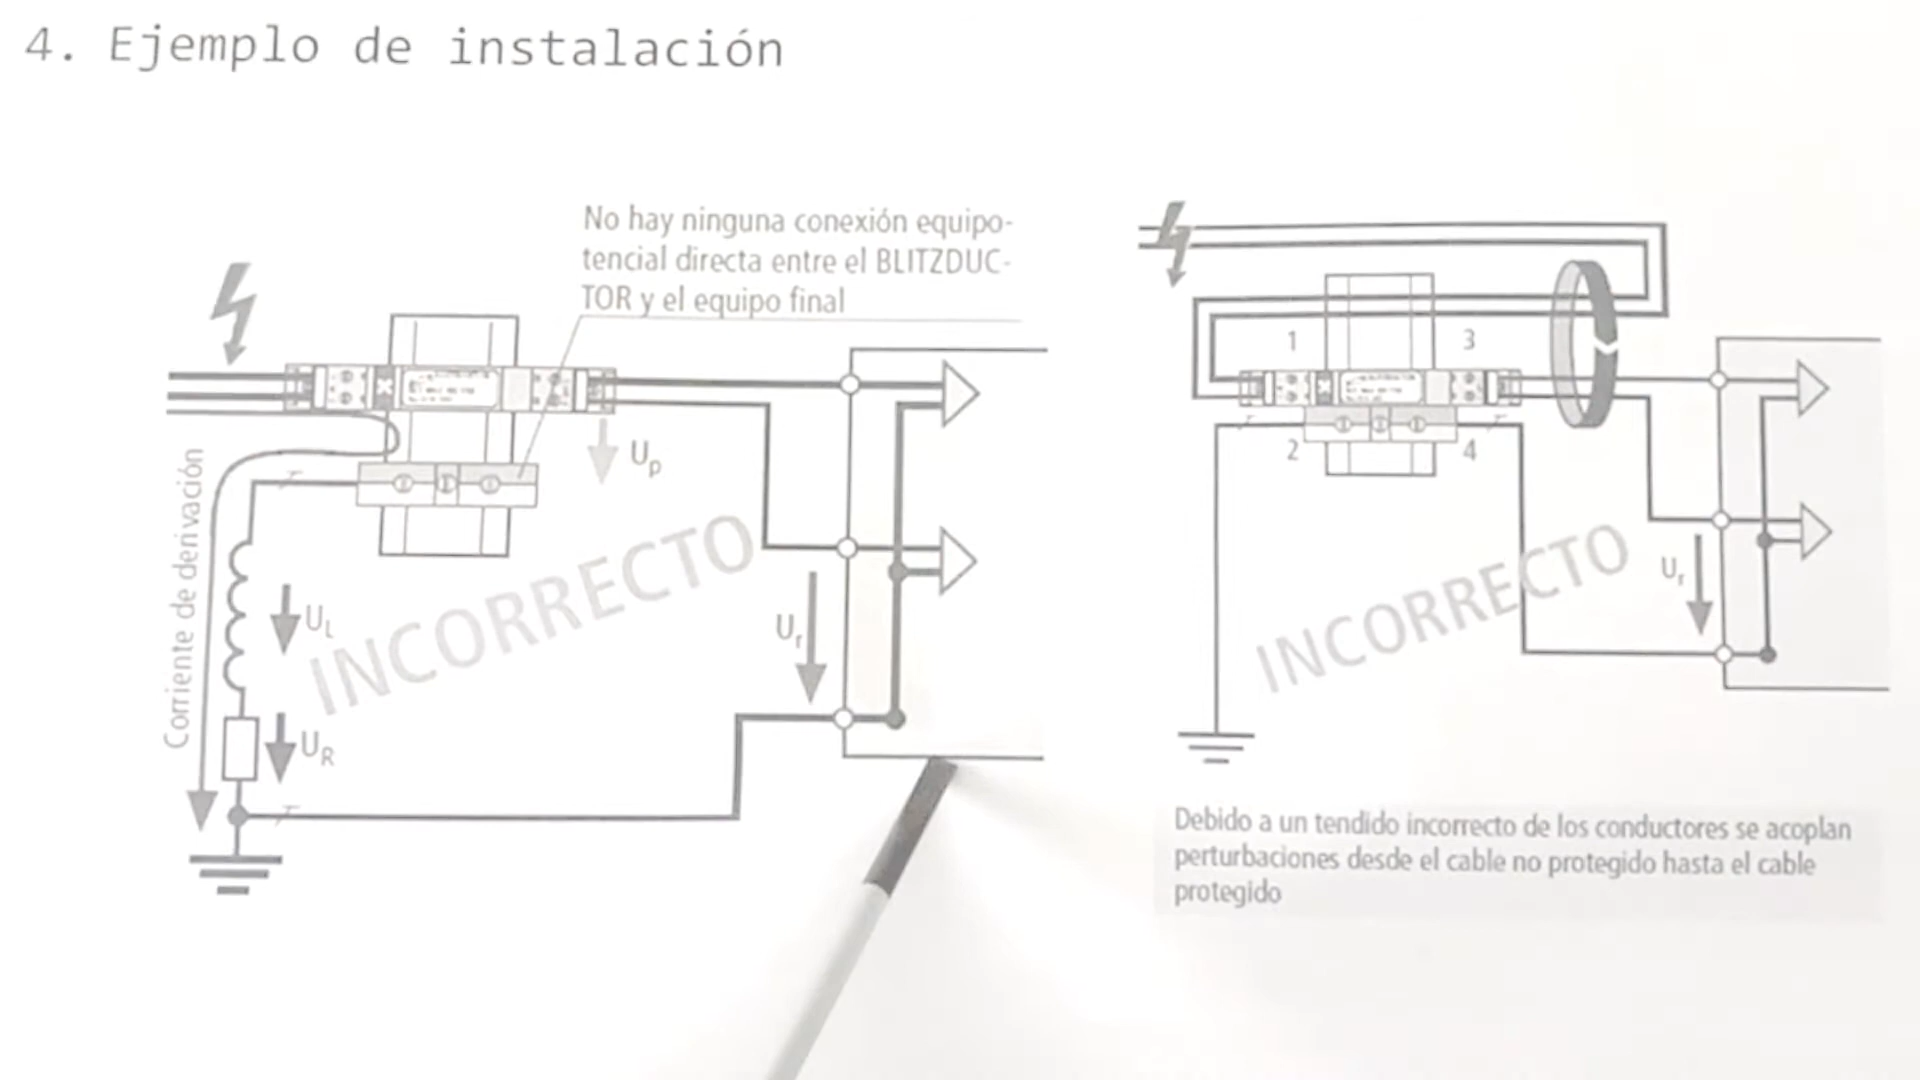 4. Ejemplo de instalación
No hay ninguna conexión equipo-
tencial directa entre el BLITZDUC-
TOR y el equipo final
Up
Corriente de derivación
UL
UR
INCORRECTO
Ur
1
3
2
4
Ur
INCORRECTO
Debido a un tendido incorrecto de los conductores se acoplan
perturbaciones desde el cable no protegido hasta el cable
protegido